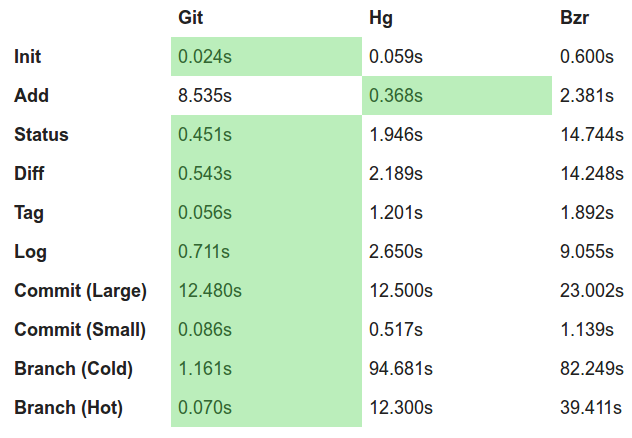 Git Hg Bzr
Init 0.024s 0.059s 0.600s
Add 8.535s 0.368s 2.381s
Status 0.451s 1.946s 14.744s
Diff 0.543s 2.189s 14.248s
Tag 0.056s 1.201s 1.892s
Log 0.711s 2.650s 9.055s
Commit (Large) 12.480s 12.500s 23.002s
Commit (Small) 0.086s 0.517s 1.139s
Branch (Cold) 1.161s 94.681s 82.249s
Branch (Hot) 0.070s 12.300s 39.411s